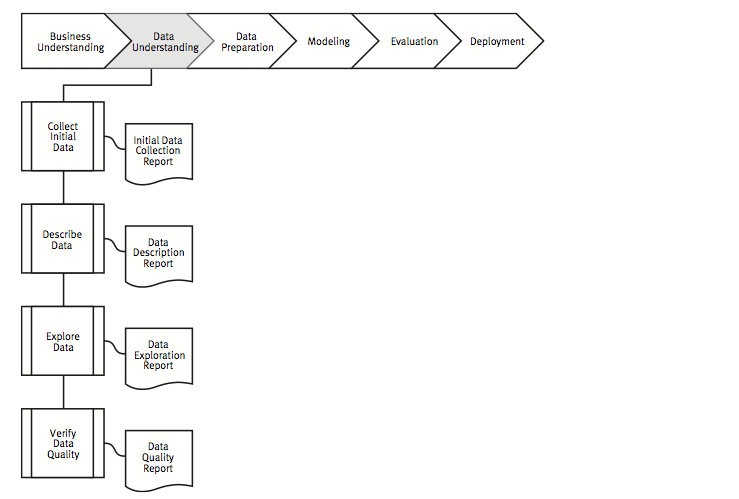 Business
Understanding
Data
Understanding
Data
Preparation
Modeling
Evaluation
Deployment
Collect
Initial
Data
Initial Data
Collection
Report
Describe
Data
Data
Description
Report
Explore
Data
Data
Exploration
Report
Verify
Data
Quality
Data
Quality
Report